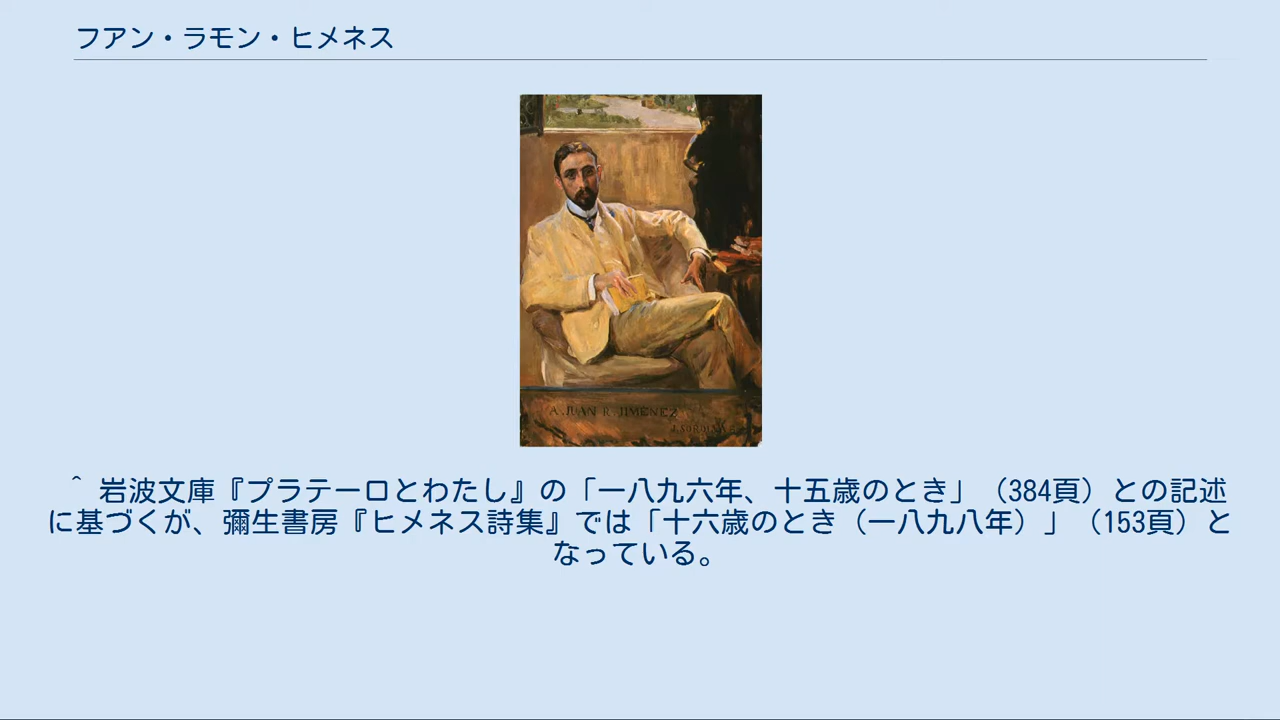 フアン・ラモン・ヒメネス
A JUAN R. JIMÉNEZ
J. SOROLLA
^ 岩波文庫『プラテーロとわたし』の「一八九六年、十五歳のとき」（384頁）との記述
に基づくが、彌生書房『ヒメネス詩集』では「十六歳のとき（一八九八年）」（153頁）と
なっている。